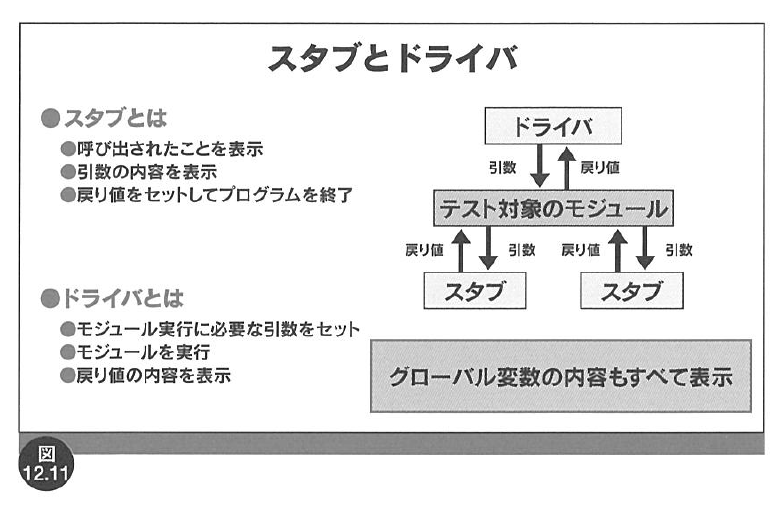 スタブとドライバ
●スタブとは
●呼び出されたことを表示
●引数の内容を表示
●戻り値をセットしてプログラムを終了
ドライバ
引数 戻り値
テスト対象のモジュール
戻り値 引数 戻り値 引数
スタブ スタブ
●ドライバとは
●モジュール実行に必要な引数をセット
●モジュールを実行
●戻り値の内容を表示
グローバル変数の内容もすべて表示
図
12.11